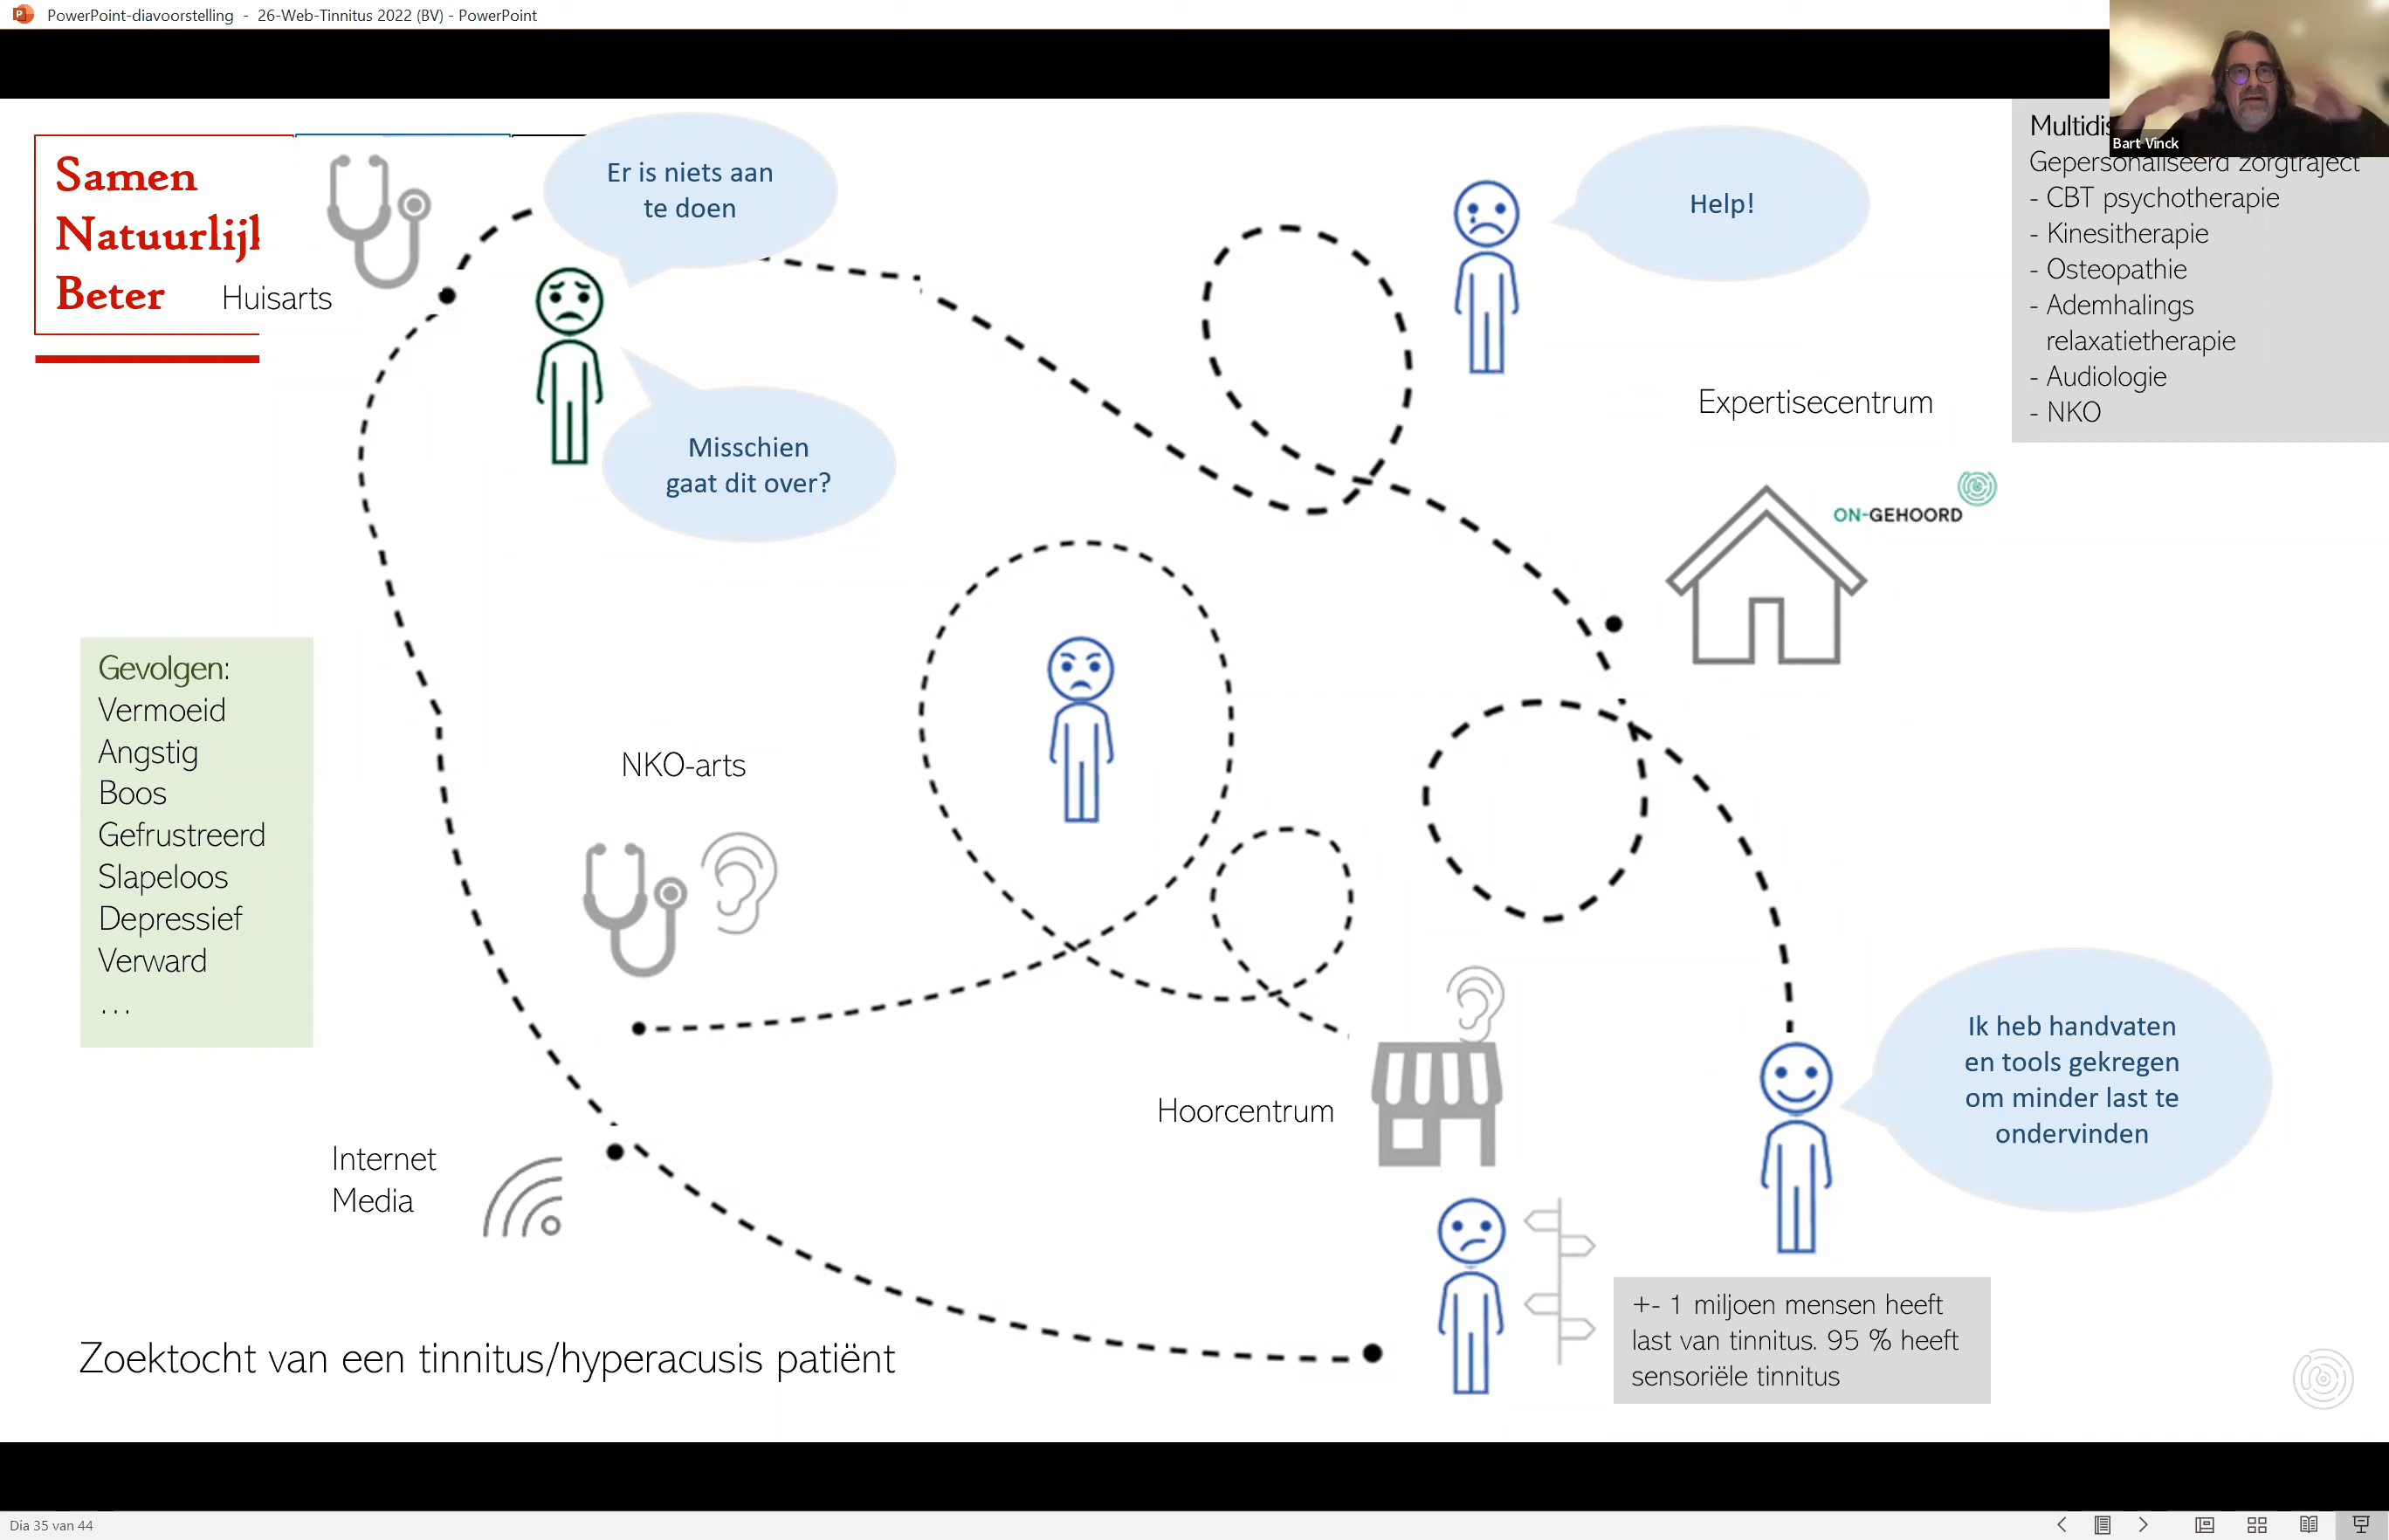 PowerPoint-diavoorstelling - 26-Web-Tinnitus 2022 (BV) - PowerPoint
Bart Vinck
Samen
Natuurlijk
Beter
Huisarts
Er is niets aan
te doen
Misschien
gaat dit over?
Help!
Expertisecentrum
ON-GEHOORD
Gepersonaliseerd zorgtraject
- CBT psychotherapie
- Kinesitherapie
- Osteopathie
- Ademhalings
relaxatietherapie
- Audiologie
- NKO
Gevolgen:
Vermoeid
Angstig
Boos
Gefrustreerd
Slapeloos
Depressief
Verward
...
NKO-arts
Hoorcentrum
Internet
Media
Ik heb handvaten
en tools gekregen
om minder last te
ondervinden
+- 1 miljoen mensen heeft
last van tinnitus. 95 % heeft
sensoriële tinnitus
Zoektocht van een tinnitus/hyperacusis patiënt
Dia 35 van 44